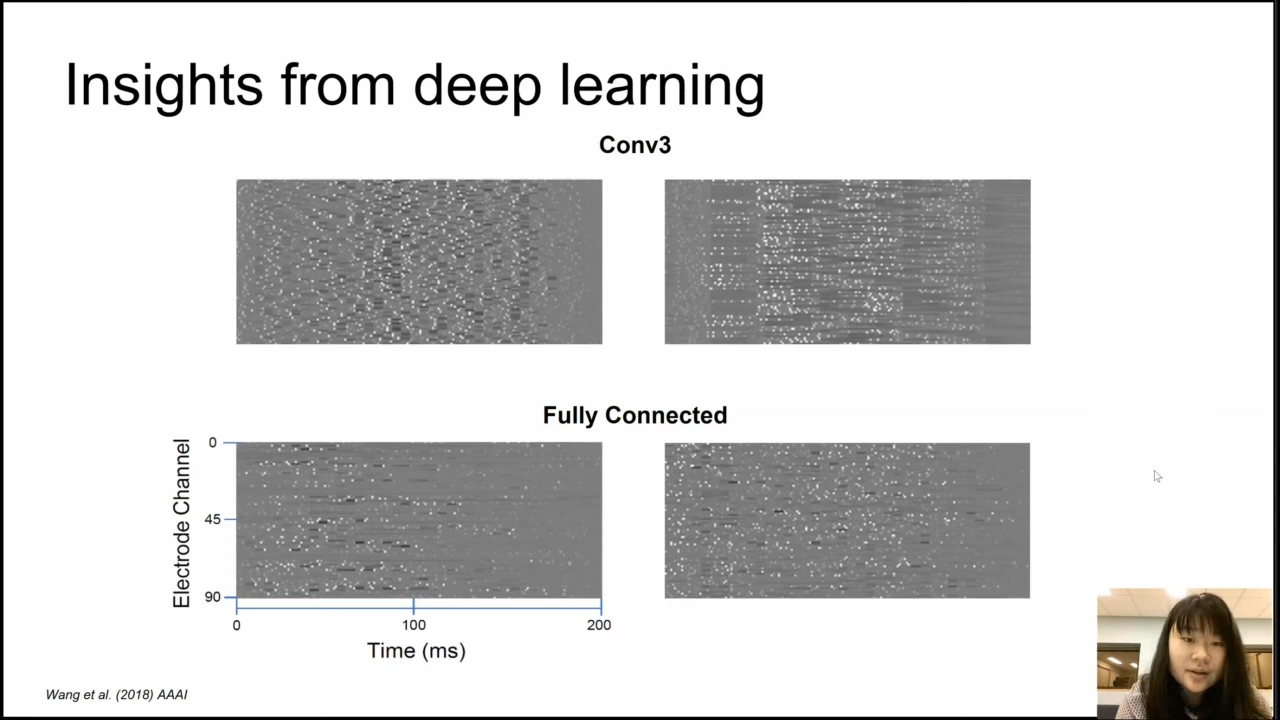 Insights from deep learning
Conv3
Fully Connected
Electrode Channel
0
45
90
0
100
200
Time (ms)
Wang et al. (2018) AAAI